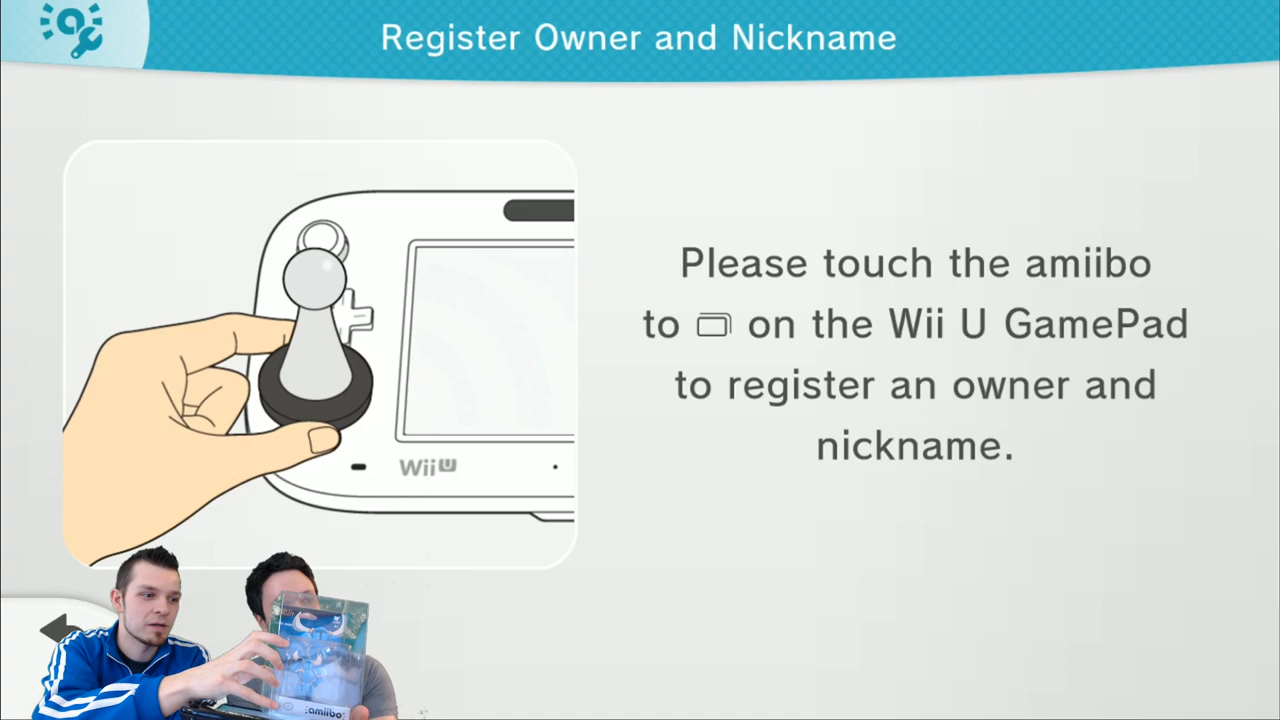 Register Owner and Nickname
Please touch the amiibo
to on the Wii U GamePad
to register an owner and
nickname.
Wii U
amiibo